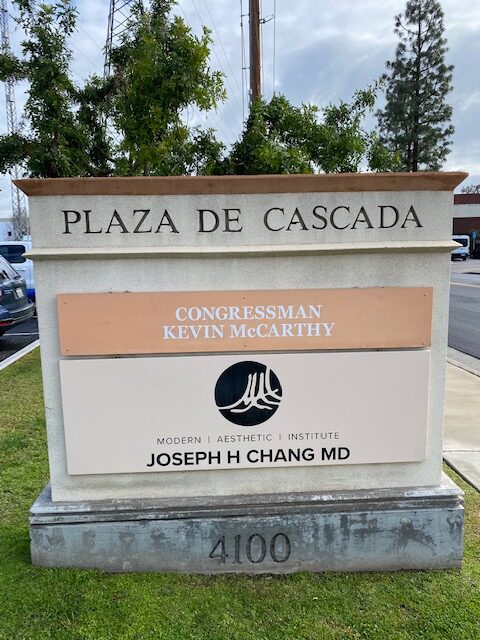 PLAZA DE CASCADA
CONGRESSMAN
KEVIN McCARTHY
MODERN | AESTHETIC | INSTITUTE
JOSEPH H CHANG MD
4100